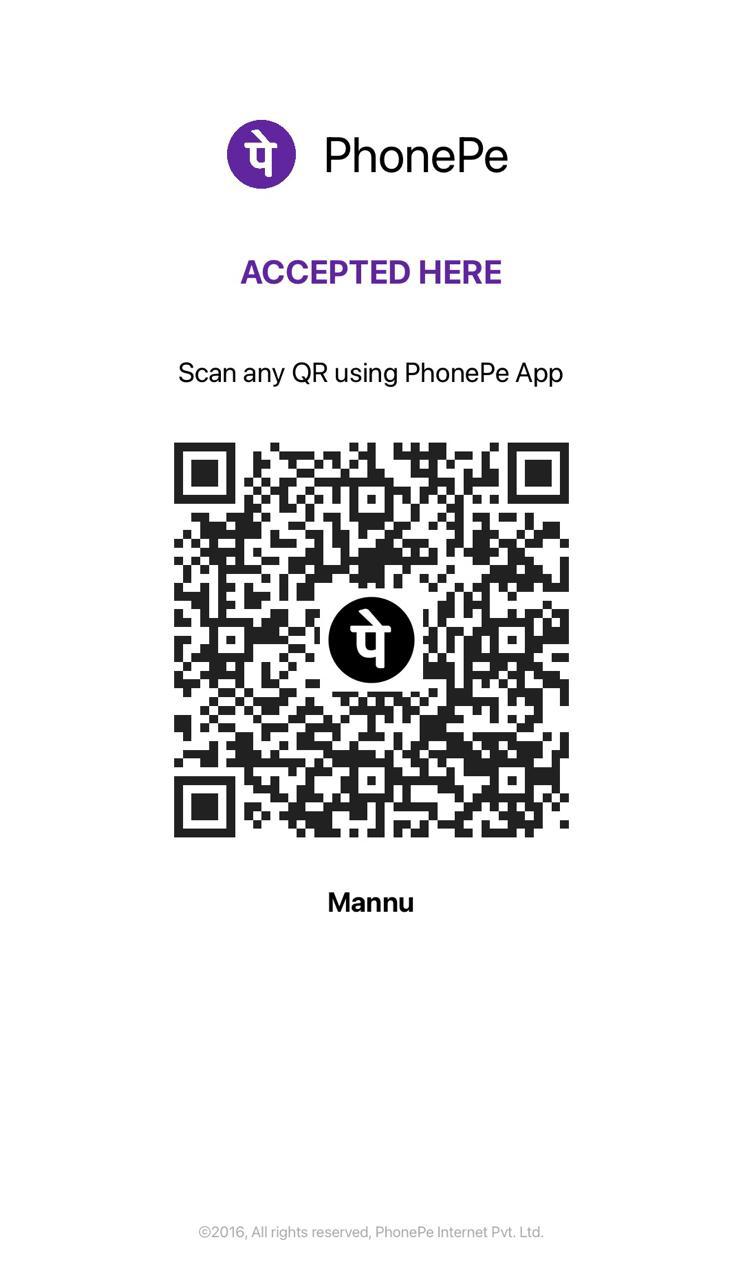 पे PhonePe
ACCEPTED HERE
Scan any QR using PhonePe App
पे
Mannu
©2016, All rights reserved, PhonePe Internet Pvt. Ltd.